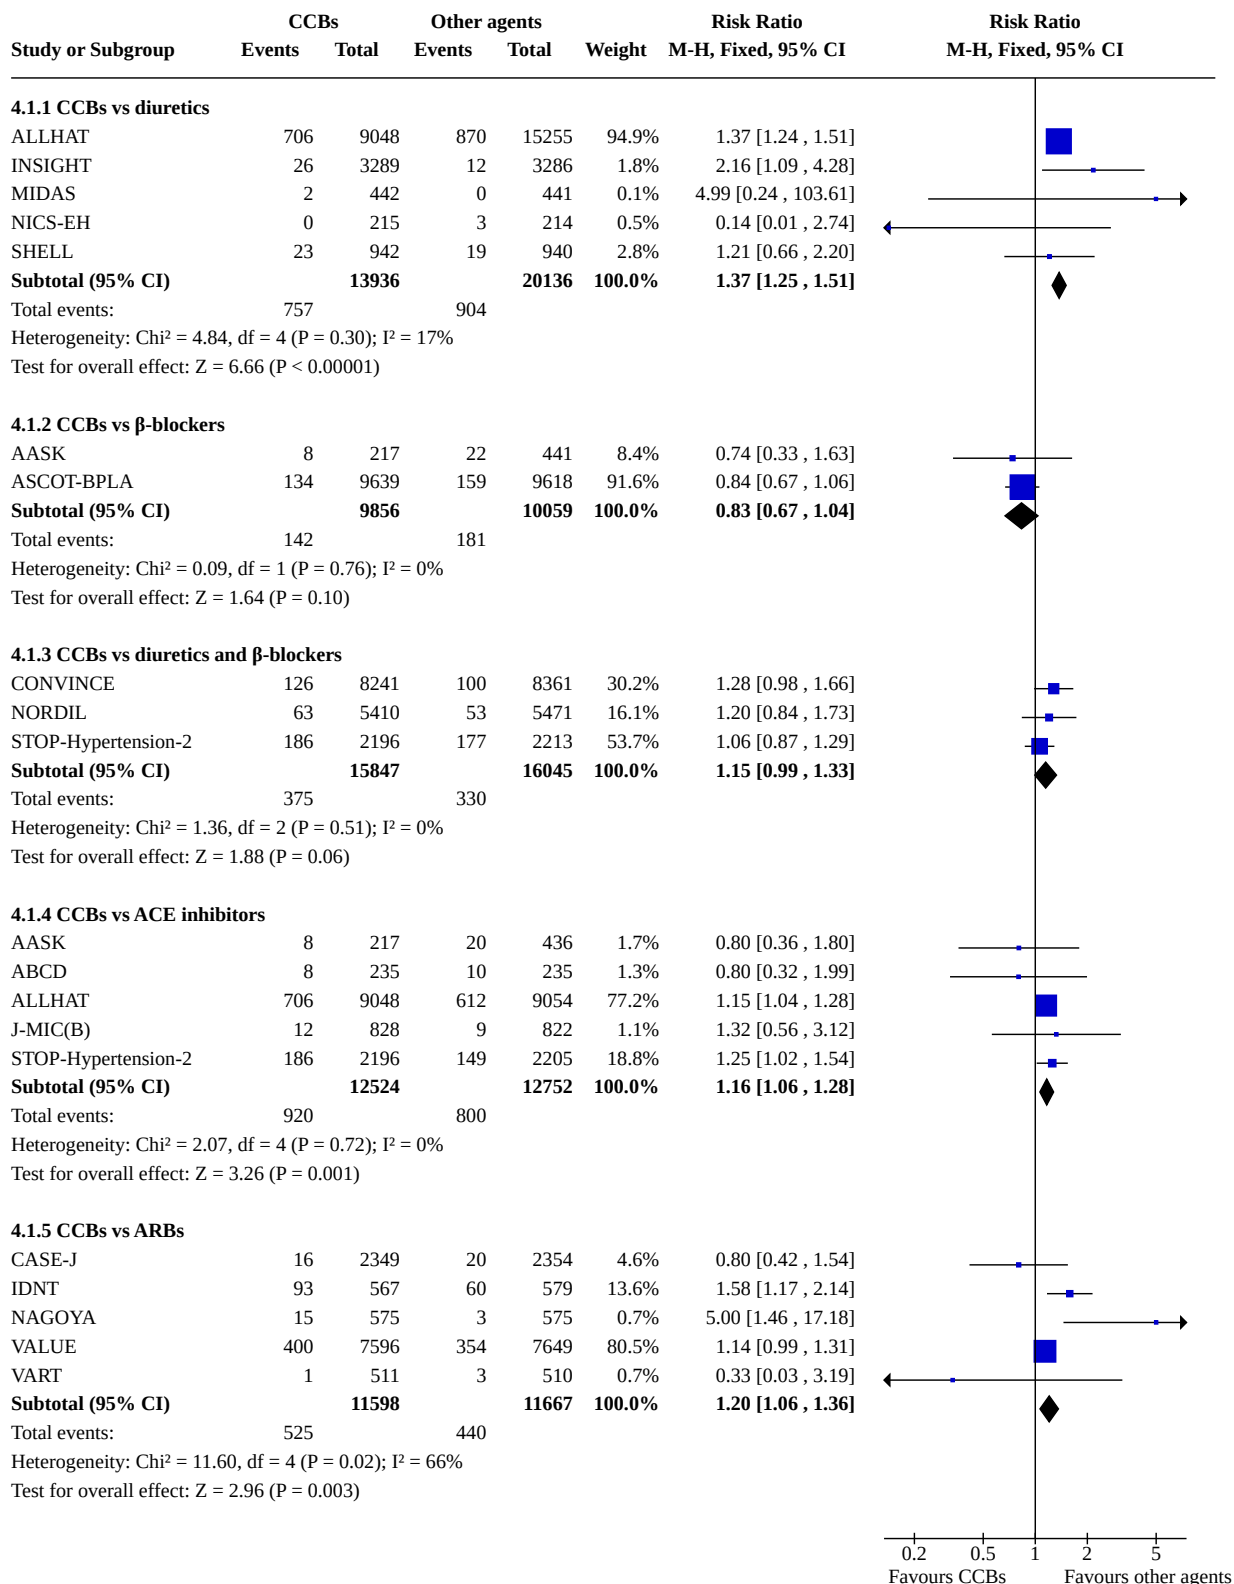 CCBs Other agents Risk Ratio Risk Ratio
Study or Subgroup Events Total Events Total Weight M-H, Fixed, 95% CI M-H, Fixed, 95% CI
4.1.1 CCBs vs diuretics
ALLHAT 706 9048 870 15255 94.9% 1.37 [1.24 , 1.51]
INSIGHT 26 3289 12 3286 1.8% 2.16 [1.09 , 4.28]
MIDAS 2 442 0 441 0.1% 4.99 [0.24 , 103.61]
NICS-EH 0 215 3 214 0.5% 0.14 [0.01 , 2.74]
SHELL 23 942 19 940 2.8% 1.21 [0.66 , 2.20]
Subtotal (95% CI) 13936 20136 100.0% 1.37 [1.25 , 1.51]
Total events: 757 904
Heterogeneity: Chi² = 4.84, df = 4 (P = 0.30); I² = 17%
Test for overall effect: Z = 6.66 (P < 0.00001)
4.1.2 CCBs vs β-blockers
AASK 8 217 22 441 8.4% 0.74 [0.33 , 1.63]
ASCOT-BPLA 134 9639 159 9618 91.6% 0.84 [0.67 , 1.06]
Subtotal (95% CI) 9856 10059 100.0% 0.83 [0.67 , 1.04]
Total events: 142 181
Heterogeneity: Chi² = 0.09, df = 1 (P = 0.76); I² = 0%
Test for overall effect: Z = 1.64 (P = 0.10)
4.1.3 CCBs vs diuretics and β-blockers
CONVINCE 126 8241 100 8361 30.2% 1.28 [0.98 , 1.66]
NORDIL 63 5410 53 5471 16.1% 1.20 [0.84 , 1.73]
STOP-Hypertension-2 186 2196 177 2213 53.7% 1.06 [0.87 , 1.29]
Subtotal (95% CI) 15847 16045 100.0% 1.15 [0.99 , 1.33]
Total events: 375 330
Heterogeneity: Chi² = 1.36, df = 2 (P = 0.51); I² = 0%
Test for overall effect: Z = 1.88 (P = 0.06)
4.1.4 CCBs vs ACE inhibitors
AASK 8 217 20 436 1.7% 0.80 [0.36 , 1.80]
ABCD 8 235 10 235 1.3% 0.80 [0.32 , 1.99]
ALLHAT 706 9048 612 9054 77.2% 1.15 [1.04 , 1.28]
J-MIC(B) 12 828 9 822 1.1% 1.32 [0.56 , 3.12]
STOP-Hypertension-2 186 2196 149 2205 18.8% 1.25 [1.02 , 1.54]
Subtotal (95% CI) 12524 12752 100.0% 1.16 [1.06 , 1.28]
Total events: 920 800
Heterogeneity: Chi² = 2.07, df = 4 (P = 0.72); I² = 0%
Test for overall effect: Z = 3.26 (P = 0.001)
4.1.5 CCBs vs ARBs
CASE-J 16 2349 20 2354 4.6% 0.80 [0.42 , 1.54]
IDNT 93 567 60 579 13.6% 1.58 [1.17 , 2.14]
NAGOYA 15 575 3 575 0.7% 5.00 [1.46 , 17.18]
VALUE 400 7596 354 7649 80.5% 1.14 [0.99 , 1.31]
VART 1 511 3 510 0.7% 0.33 [0.03 , 3.19]
Subtotal (95% CI) 11598 11667 100.0% 1.20 [1.06 , 1.36]
Total events: 525 440
Heterogeneity: Chi² = 11.60, df = 4 (P = 0.02); I² = 66%
Test for overall effect: Z = 2.96 (P = 0.003)
0.2 0.5 1 2 5
Favours CCBs Favours other agents